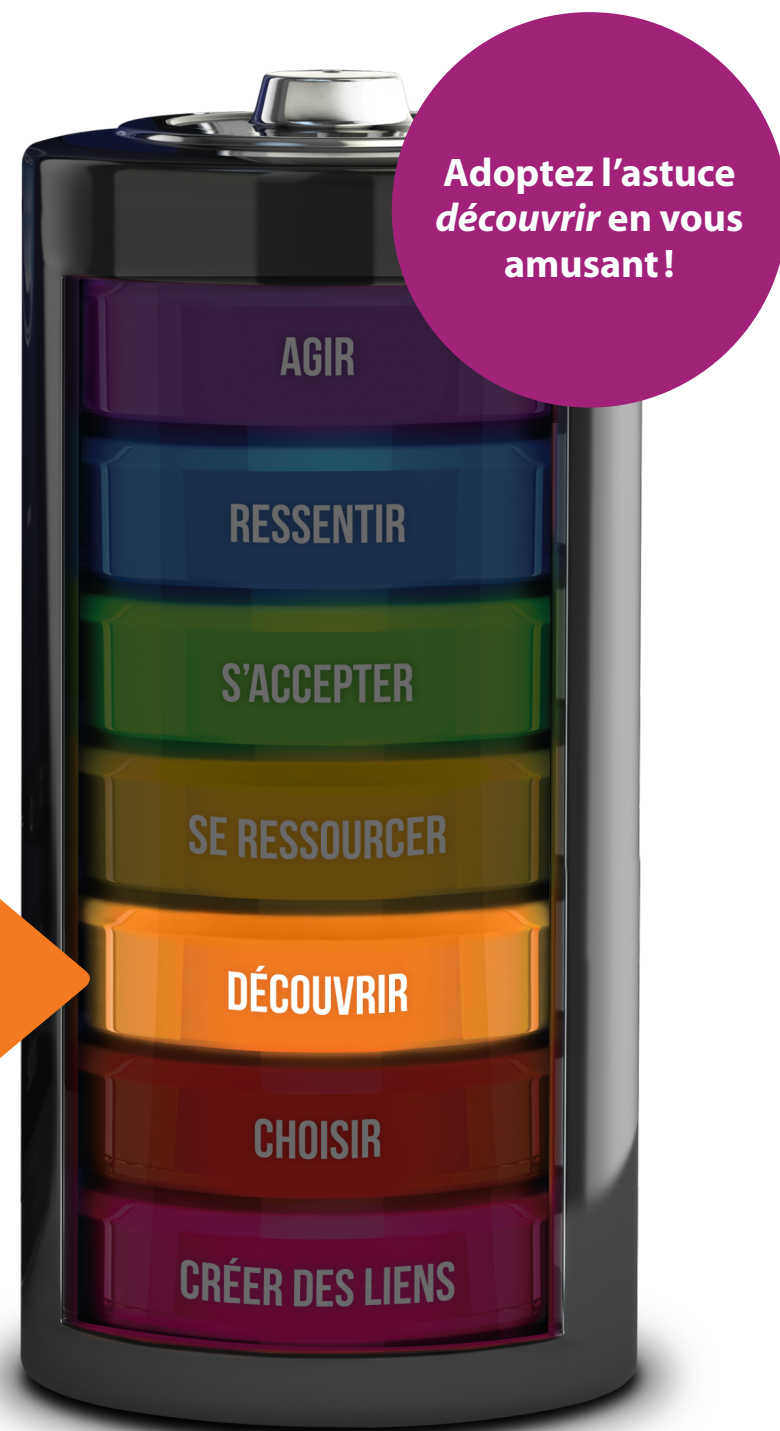 Adoptez l’astuce
découvrir en vous
amusant!
AGIR
RESSENTIR
S’ACCEPTER
SE RESSOURCER
DÉCOUVRIR
CHOISIR
CRÉER DES LIENS